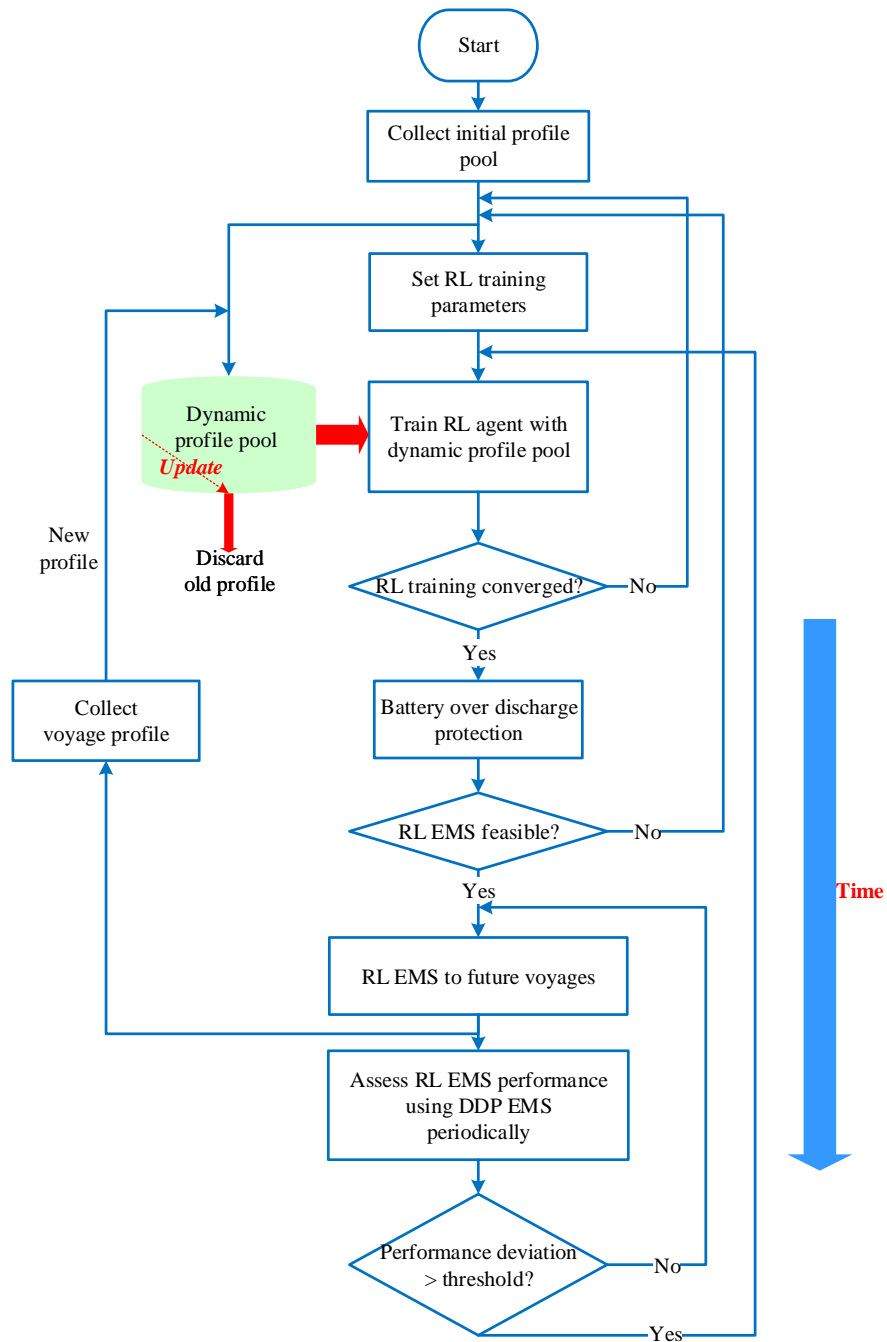 Start
Collect initial profile
pool
Set RL training
parameters
Dynamic
profile pool
Update
Train RL agent with
dynamic profile pool
New
profile
Discard
old profile
RL training converged?
No
Yes
Collect
voyage profile
Battery over discharge
protection
RL EMS feasible?
No
Yes
Time
RL EMS to future voyages
Assess RL EMS performance
using DDP EMS
periodically
Performance deviation
> threshold?
No
Yes